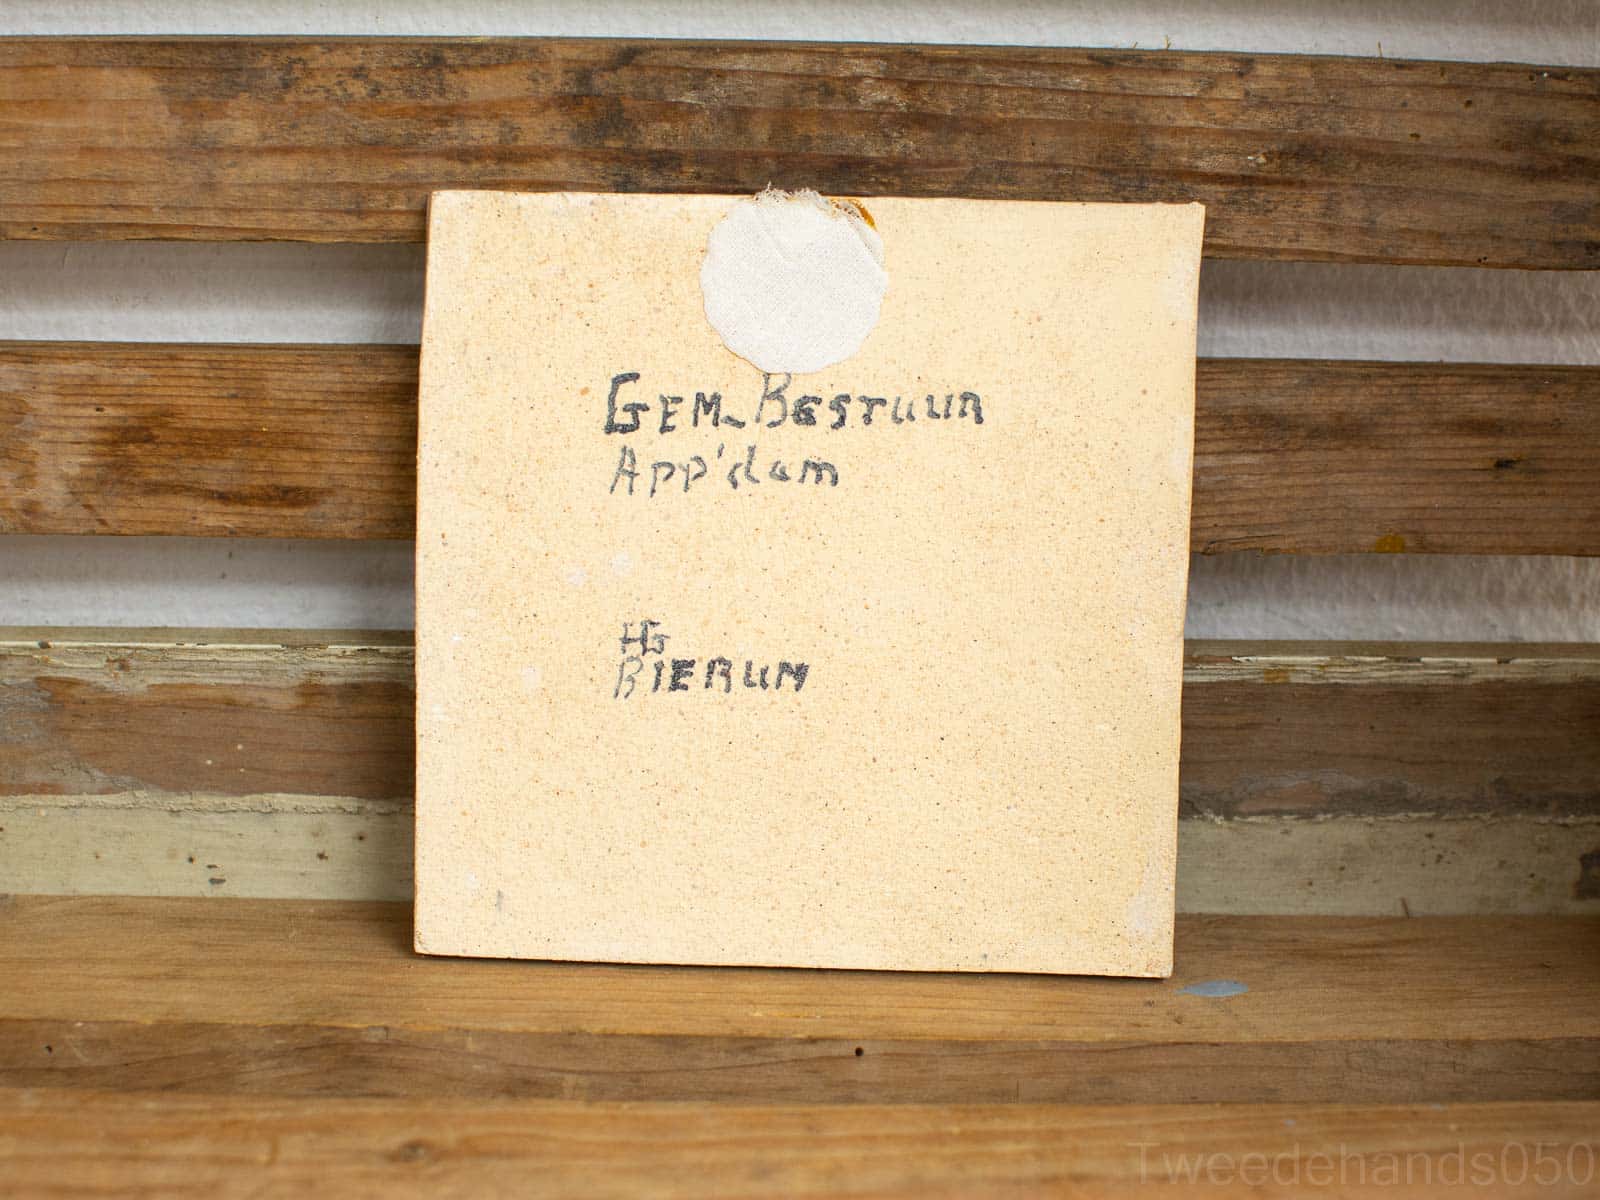 GEM. BESTUUR
App'dam
HG
BIERUM
Tweedehands050